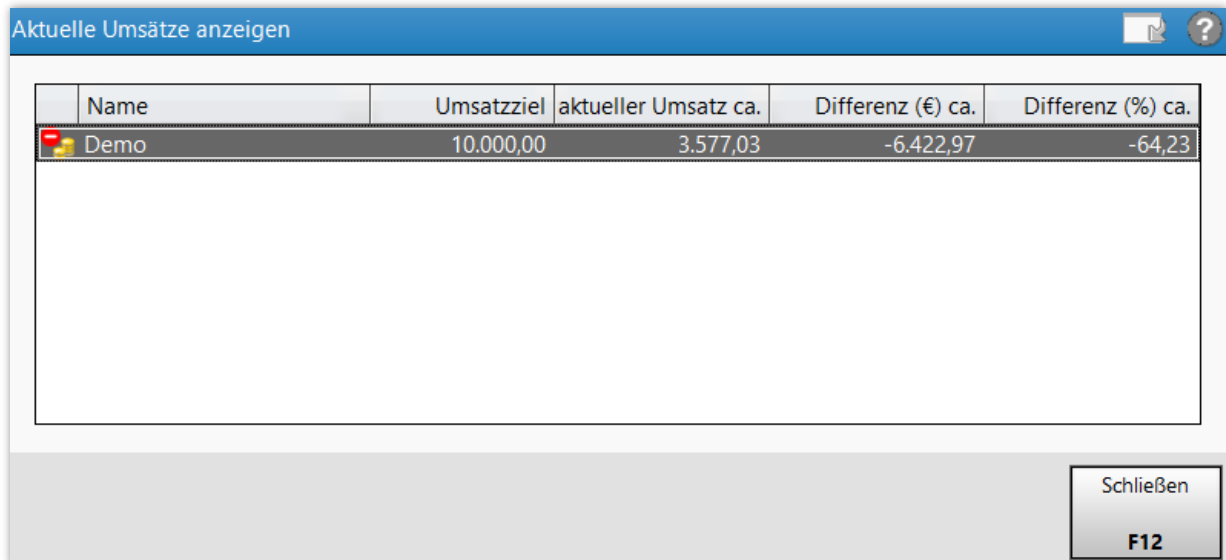 Aktuelle Umsätze anzeigen ?
Name Umsatzziel aktueller Umsatz ca. Differenz (€) ca. Differenz (%) ca.
Demo 10.000,00 3.577,03 -6.422,97 -64,23
Schließen
F12